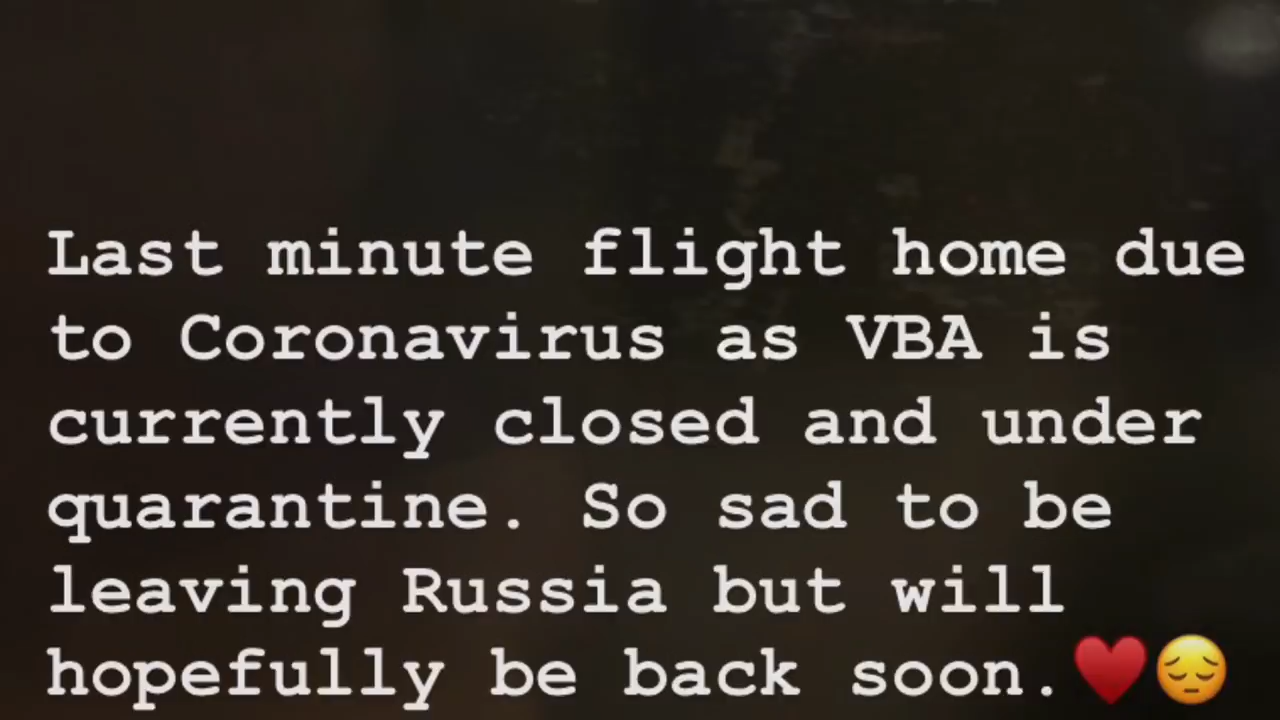 Last minute flight home due
to Coronavirus as VBA is
currently closed and under
quarantine. So sad to be
leaving Russia but will
hopefully be back soon.♥️😔